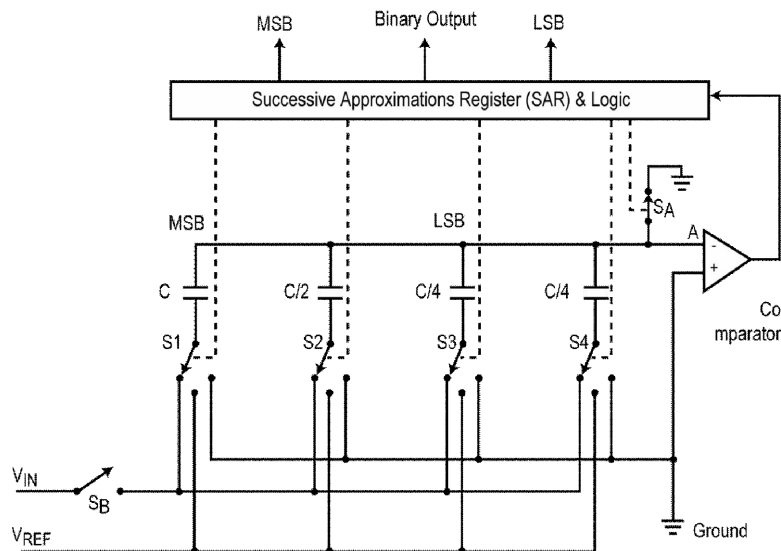 MSB
Binary Output
LSB
Successive Approximations Register (SAR) & Logic
MSB
LSB
SA
A
-
+
C
C/2
C/4
C/4
Co
mparator
S1
S2
S3
S4
VIN
SB
VREF
Ground